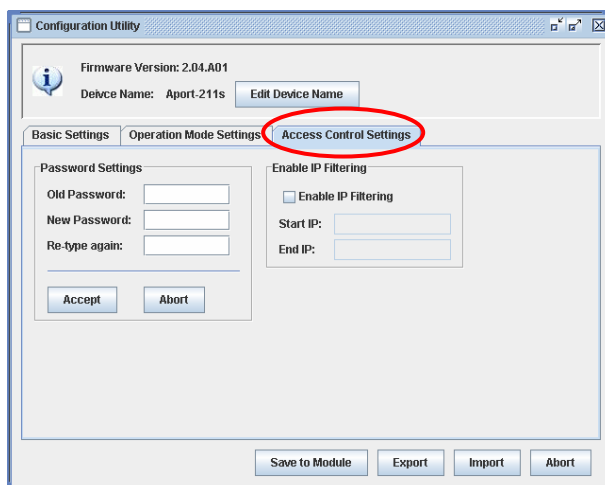 Configuration Utility
Firmware Version: 2.04.A01
Deivce Name: Aport-211s Edit Device Name
Basic Settings Operation Mode Settings Access Control Settings
Password Settings
Old Password:
New Password:
Re-type again:
Accept Abort
Enable IP Filtering
Enable IP Filtering
Start IP:
End IP:
Save to Module Export Import Abort